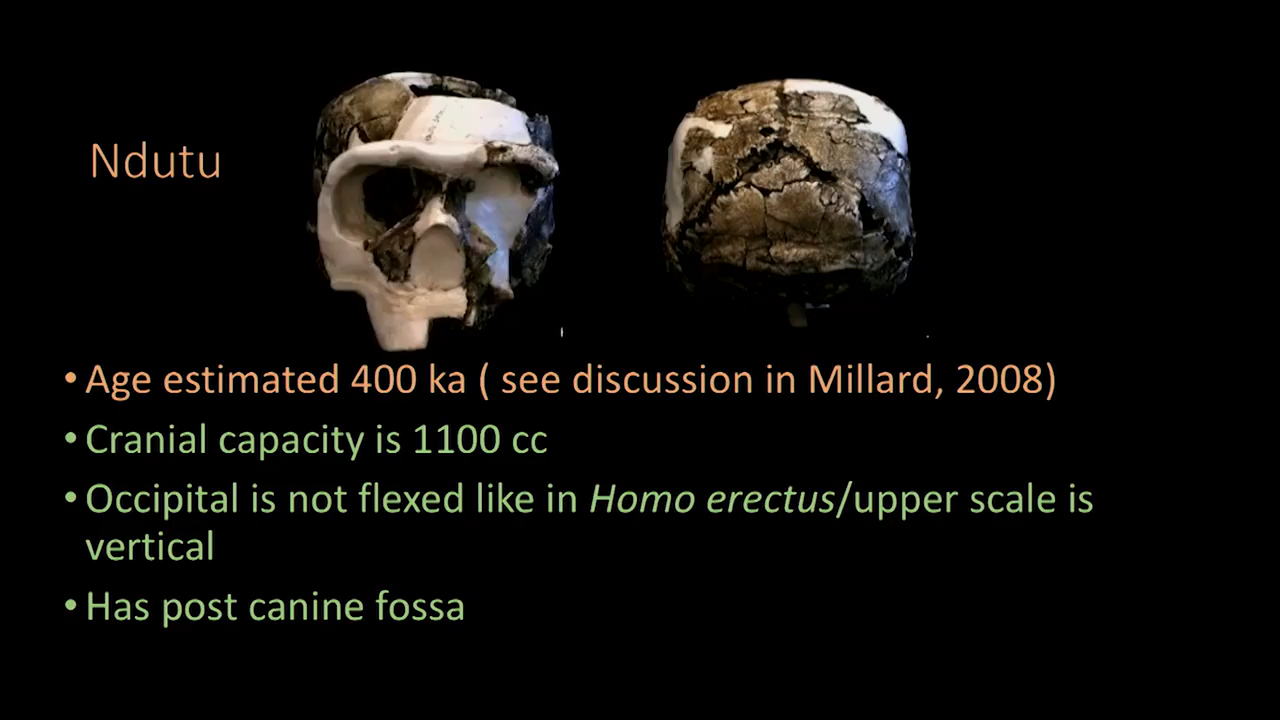 Ndutu
• Age estimated 400 ka ( see discussion in Millard, 2008)
• Cranial capacity is 1100 cc
• Occipital is not flexed like in Homo erectus/upper scale is
vertical
• Has post canine fossa